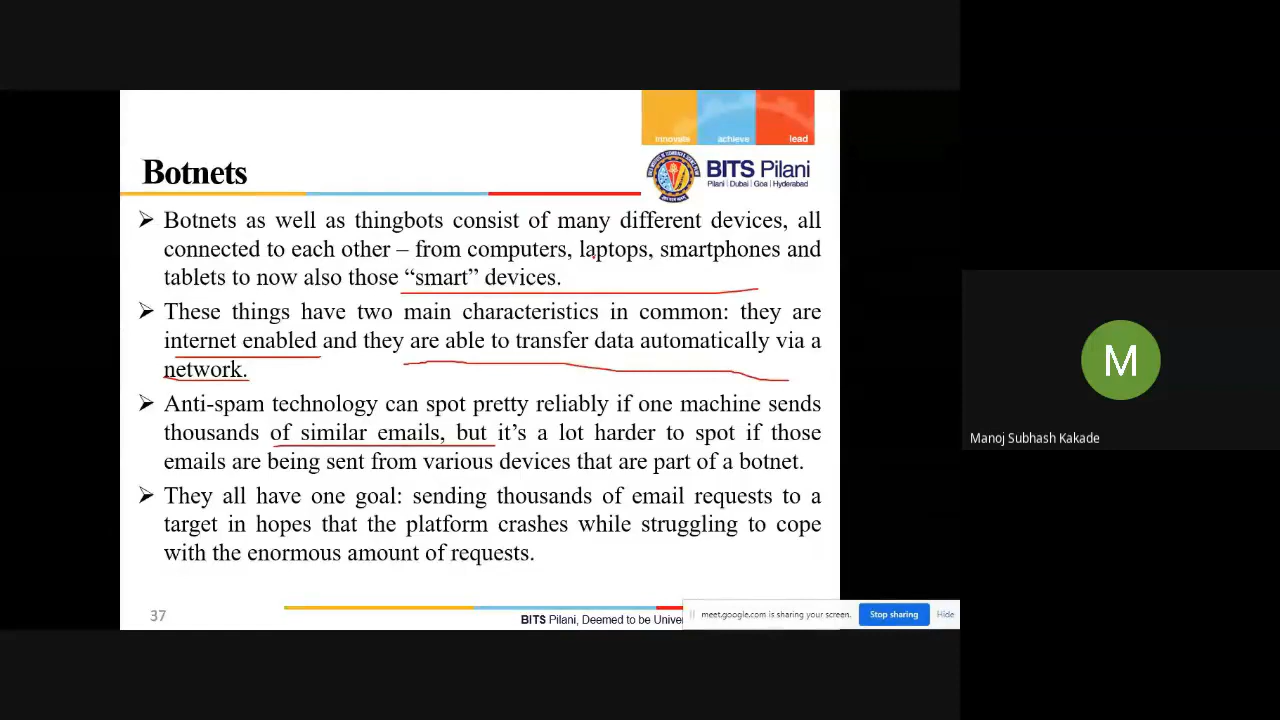 innovate achieve lead
Botnets
BITS Pilani
Pilani | Dubai | Goa | Hyderabad
➢ Botnets as well as thingbots consist of many different devices, all
connected to each other – from computers, laptops, smartphones and
tablets to now also those “smart” devices.
➢ These things have two main characteristics in common: they are
internet enabled and they are able to transfer data automatically via a
network.
➢ Anti-spam technology can spot pretty reliably if one machine sends
thousands of similar emails, but it’s a lot harder to spot if those
emails are being sent from various devices that are part of a botnet.
➢ They all have one goal: sending thousands of email requests to a
target in hopes that the platform crashes while struggling to cope
with the enormous amount of requests.
37
BITS Pilani, Deemed to be Univer
meet.google.com is sharing your screen. Stop sharing Hide
M
Manoj Subhash Kakade